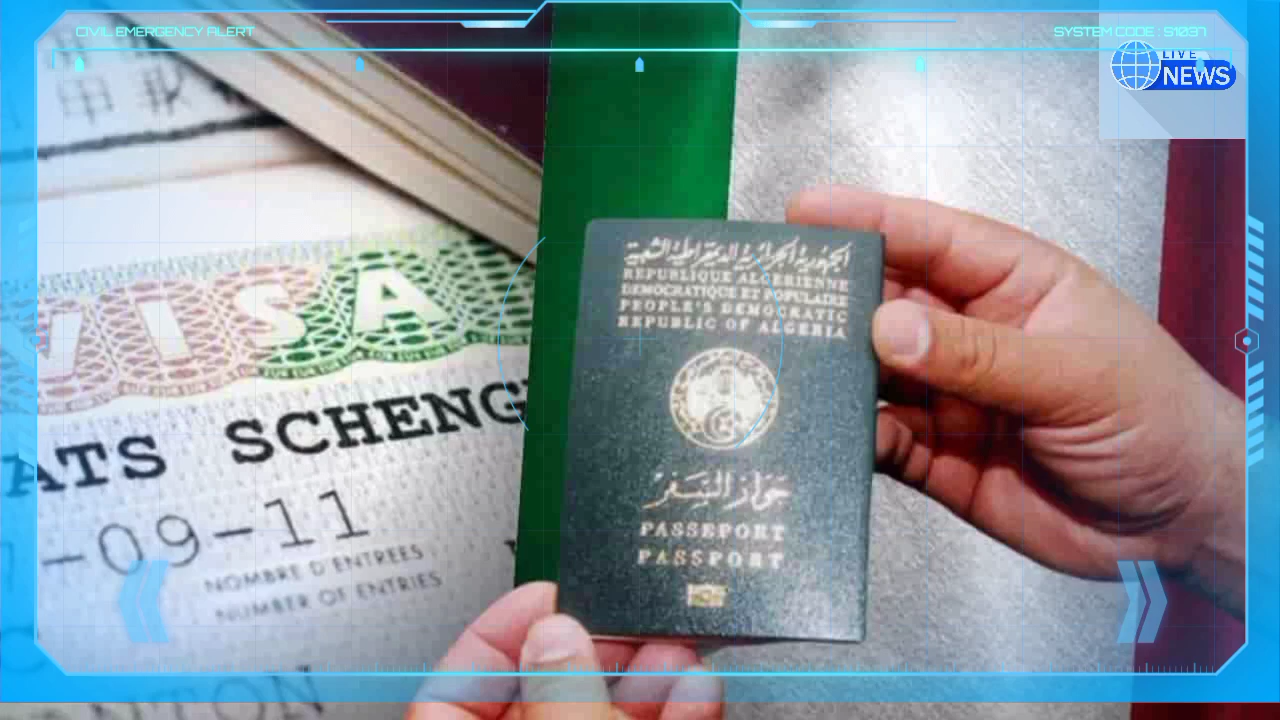 CIVIL EMERGENCY ALERT
SYSTEM CODE : S1037
LIVE
NEWS
VISA
ATS SCHENG
-09-11
NOMBRE D'ENTREES
NUMBER OF ENTRIES
الجمهورية الجزائرية الديمقراطية الشعبية
REPUBLIQUE ALGERIENNE
DEMOCRATIQUE ET POPULAIRE
PEOPLE'S DEMOCRATIC
REPUBLIC OF ALGERIA
جواز السفر
PASSEPORT
PASSPORT